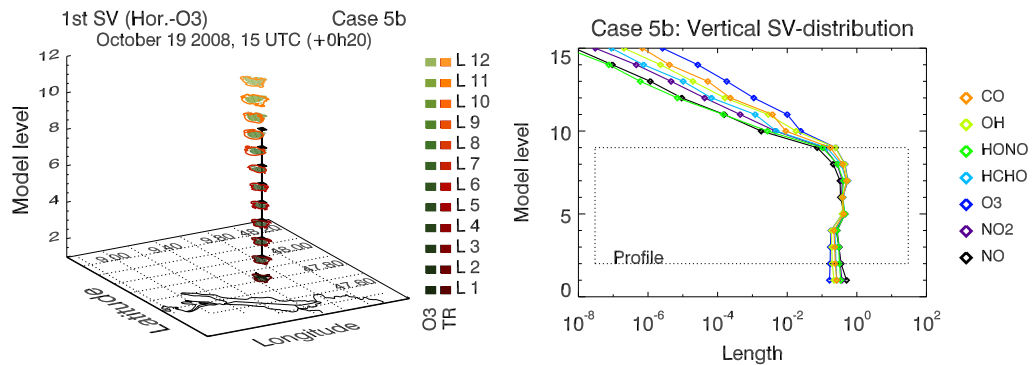 1st SV (Hor.-O3) Case 5b
October 19 2008, 15 UTC (+0h20)
12
10
8
6
4
2
Model level
9.00 9.40 9.80 48.20
48.00
47.80
47.60
Latitude
Longitude
L 12
L 11
L 10
L 9
L 8
L 7
L 6
L 5
L 4
L 3
L 2
L 1
O3
TR
Case 5b: Vertical SV-distribution
15
10
5
0
Model level
Profile
10-8 10-6 10-4 10-2 100 102
Length
CO
OH
HONO
HCHO
O3
NO2
NO